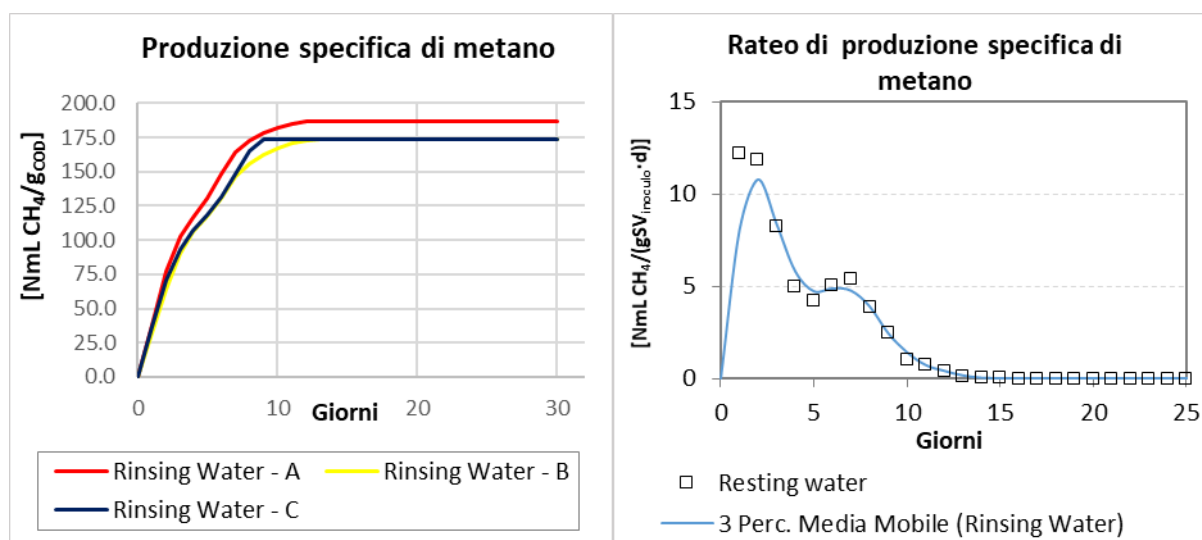 Produzione specifica di metano
[NmL CH₄/gCOD]
200.0
175.0
150.0
125.0
100.0
75.0
50.0
25.0
0.0
0
10
20
30
Giorni
Rinsing Water - A
Rinsing Water - B
Rinsing Water - C
Rateo di produzione specifica di
metano
[NmL CH₄/(gSVinoculo·d)]
15
10
5
0
0
5
10
15
20
25
Giorni
Resting water
3 Perc. Media Mobile (Rinsing Water)